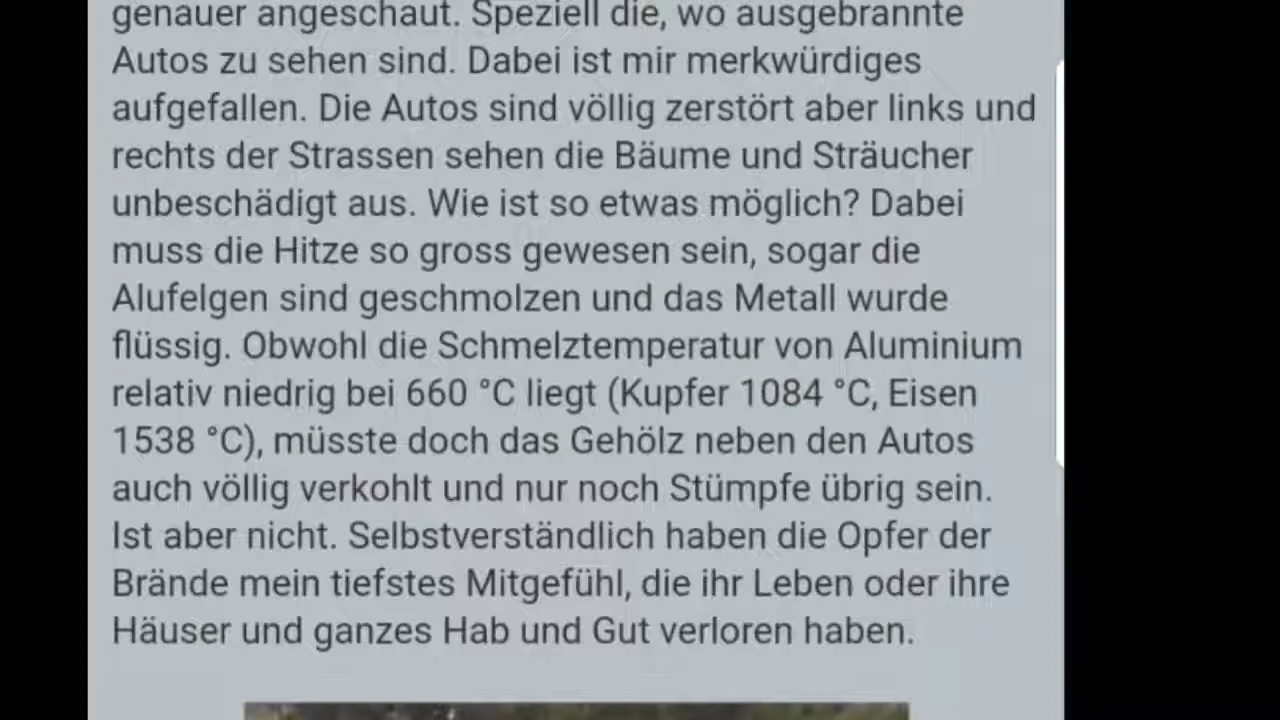 genauer angeschaut. Speziell die, wo ausgebrannte
Autos zu sehen sind. Dabei ist mir merkwürdiges
aufgefallen. Die Autos sind völlig zerstört aber links und
rechts der Strassen sehen die Bäume und Sträucher
unbeschädigt aus. Wie ist so etwas möglich? Dabei
muss die Hitze so gross gewesen sein, sogar die
Alufelgen sind geschmolzen und das Metall wurde
flüssig. Obwohl die Schmelztemperatur von Aluminium
relativ niedrig bei 660 °C liegt (Kupfer 1084 °C, Eisen
1538 °C), müsste doch das Gehölz neben den Autos
auch völlig verkohlt und nur noch Stümpfe übrig sein.
Ist aber nicht. Selbstverständlich haben die Opfer der
Brände mein tiefstes Mitgefühl, die ihr Leben oder ihre
Häuser und ganzes Hab und Gut verloren haben.